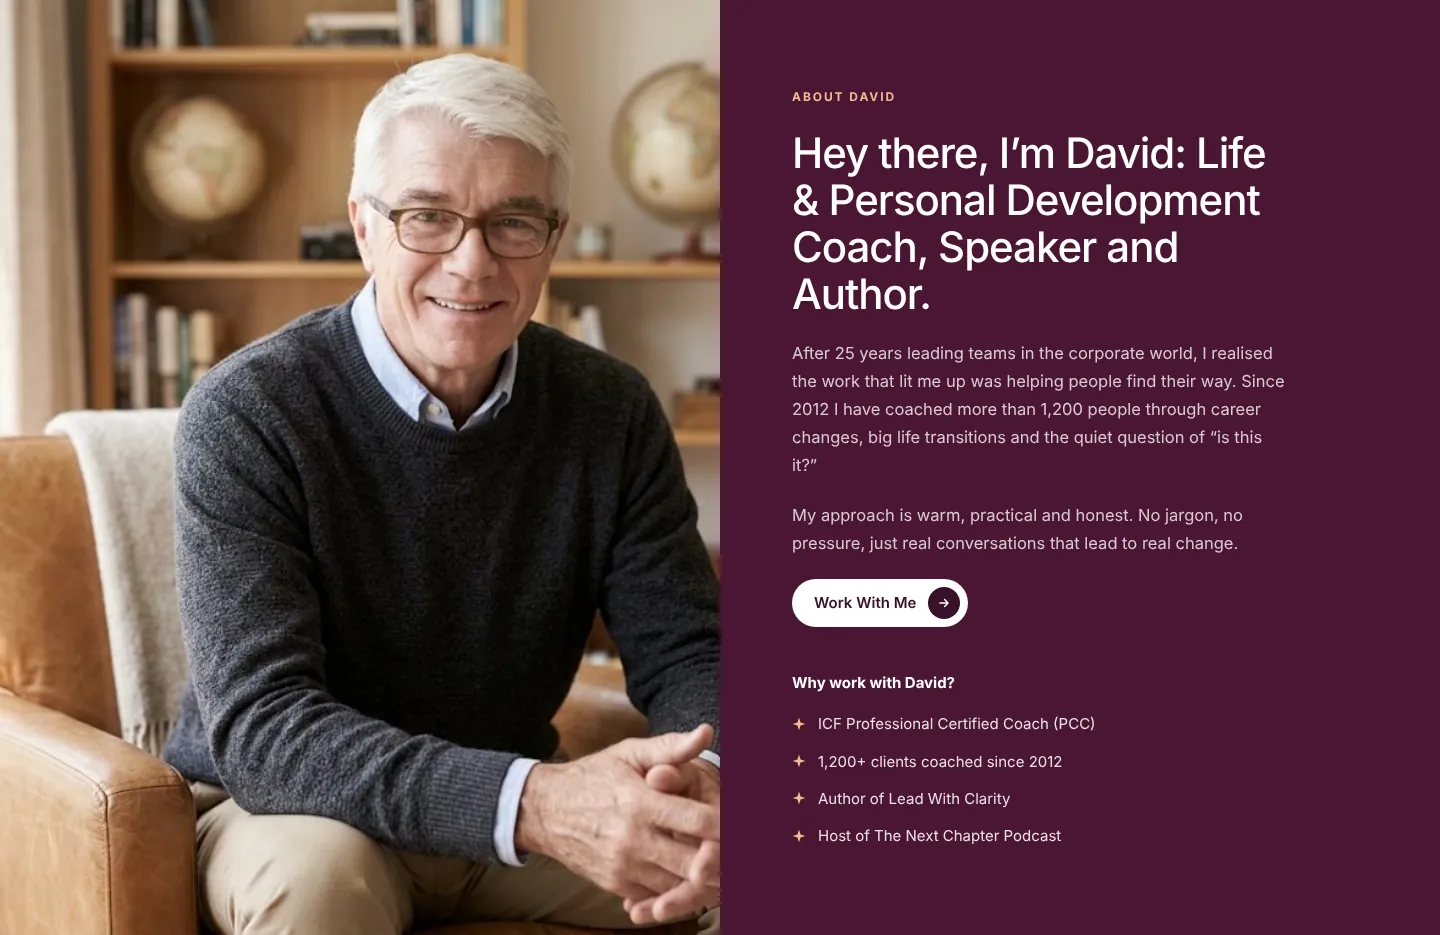 ABOUT DAVID
Hey there, I’m David: Life
& Personal Development
Coach, Speaker and
Author.
After 25 years leading teams in the corporate world, I realised
the work that lit me up was helping people find their way. Since
2012 I have coached more than 1,200 people through career
changes, big life transitions and the quiet question of “is this
it?”
My approach is warm, practical and honest. No jargon, no
pressure, just real conversations that lead to real change.
Work With Me
Why work with David?
ICF Professional Certified Coach (PCC)
1,200+ clients coached since 2012
Author of Lead With Clarity
Host of The Next Chapter Podcast